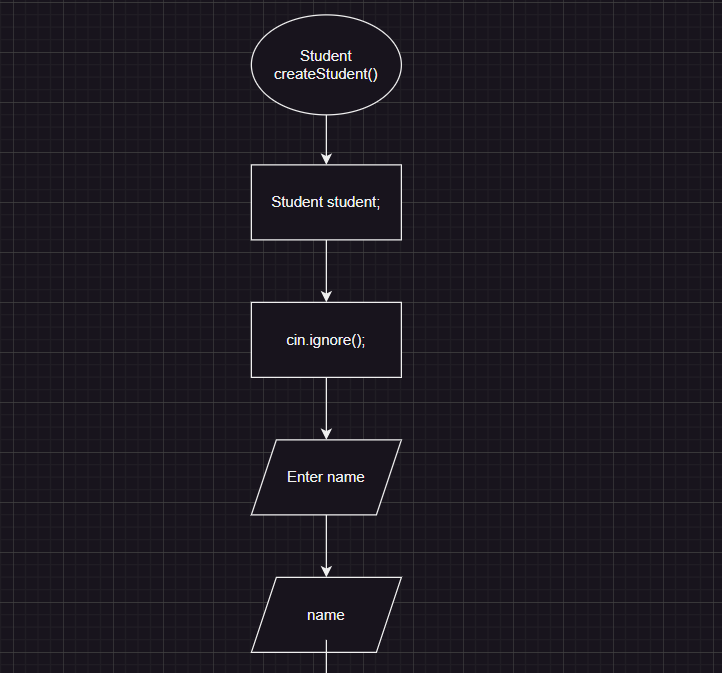 Student
createStudent()
Student student;
cin.ignore();
Enter name
name